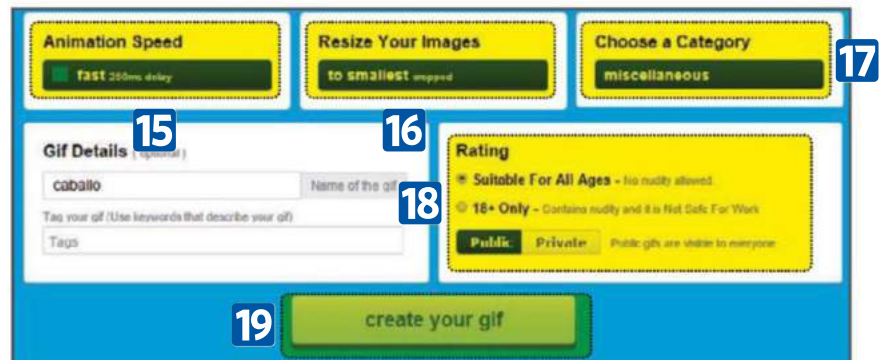 Animation Speed
fast 250ms delay
Resize Your Images
to smallest cropped
Choose a Category
miscellaneous
17
15
16
Gif Details ( optional )
caballo
Name of the gif
Tag your gif (Use keywords that describe your gif)
Tags
18
Rating
Suitable For All Ages - No nudity allowed.
18+ Only - Contains nudity and it is Not Safe For Work
Public Private Public gifs are visible to everyone
19
create your gif